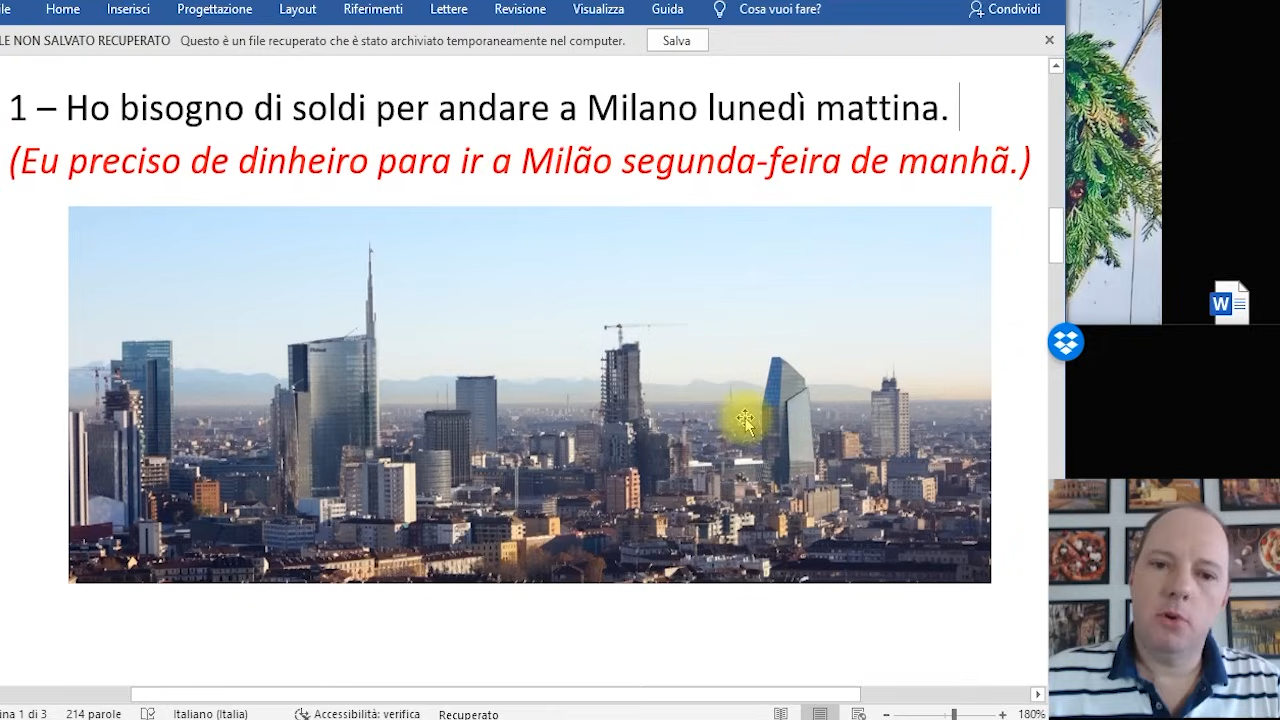 le Home Inserisci Progettazione Layout Riferimenti Lettere Revisione Visualizza Guida Cosa vuoi fare? Condividi
LE NON SALVATO RECUPERATO Questo è un file recuperato che è stato archiviato temporaneamente nel computer. Salva
1 – Ho bisogno di soldi per andare a Milano lunedì mattina.
(Eu preciso de dinheiro para ir a Milão segunda-feira de manhã.)
W
ina 1 di 3 214 parole Italiano (Italia) Accessibilità: verifica Recuperato 180%